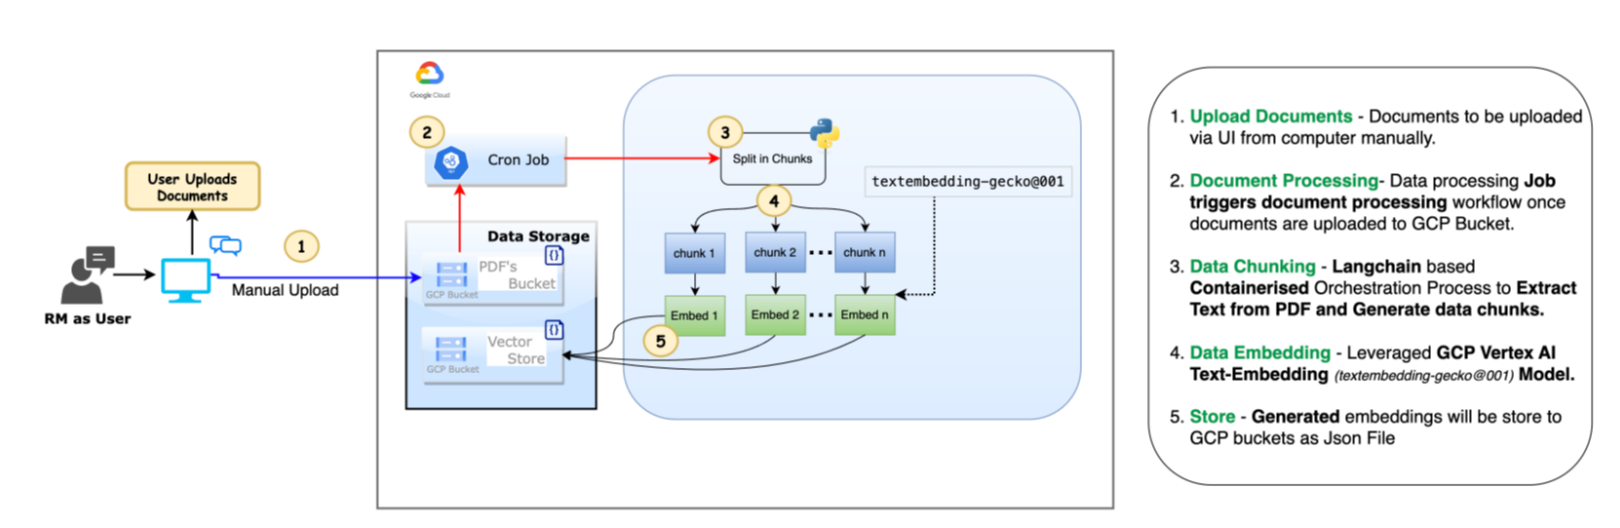 Google Cloud
2
Cron Job
3
Split in Chunks
textembedding-gecko@001
4
User Uploads
Documents
1
Manual Upload
RM as User
Data Storage
{}
PDF's
Bucket
GCP Bucket
{}
Vector
Store
GCP Bucket
chunk 1
chunk 2
chunk n
Embed 1
Embed 2
Embed n
5
1. Upload Documents - Documents to be uploaded
via UI from computer manually.
2. Document Processing- Data processing Job
triggers document processing workflow once
documents are uploaded to GCP Bucket.
3. Data Chunking - Langchain based
Containerised Orchestration Process to Extract
Text from PDF and Generate data chunks.
4. Data Embedding - Leveraged GCP Vertex AI
Text-Embedding (textembedding-gecko@001) Model.
5. Store - Generated embeddings will be store to
GCP buckets as Json File